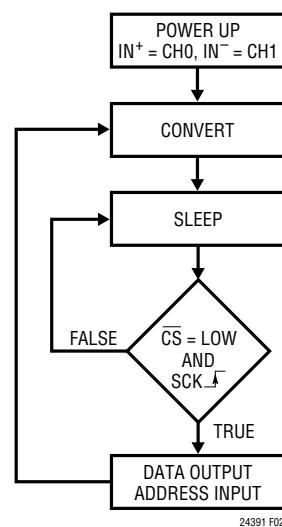 POWER UP
IN⁺ = CH0, IN⁻ = CH1
CONVERT
SLEEP
FALSE
C̅S̅ = LOW
AND
SCK
TRUE
DATA OUTPUT
ADDRESS INPUT
24391 F02